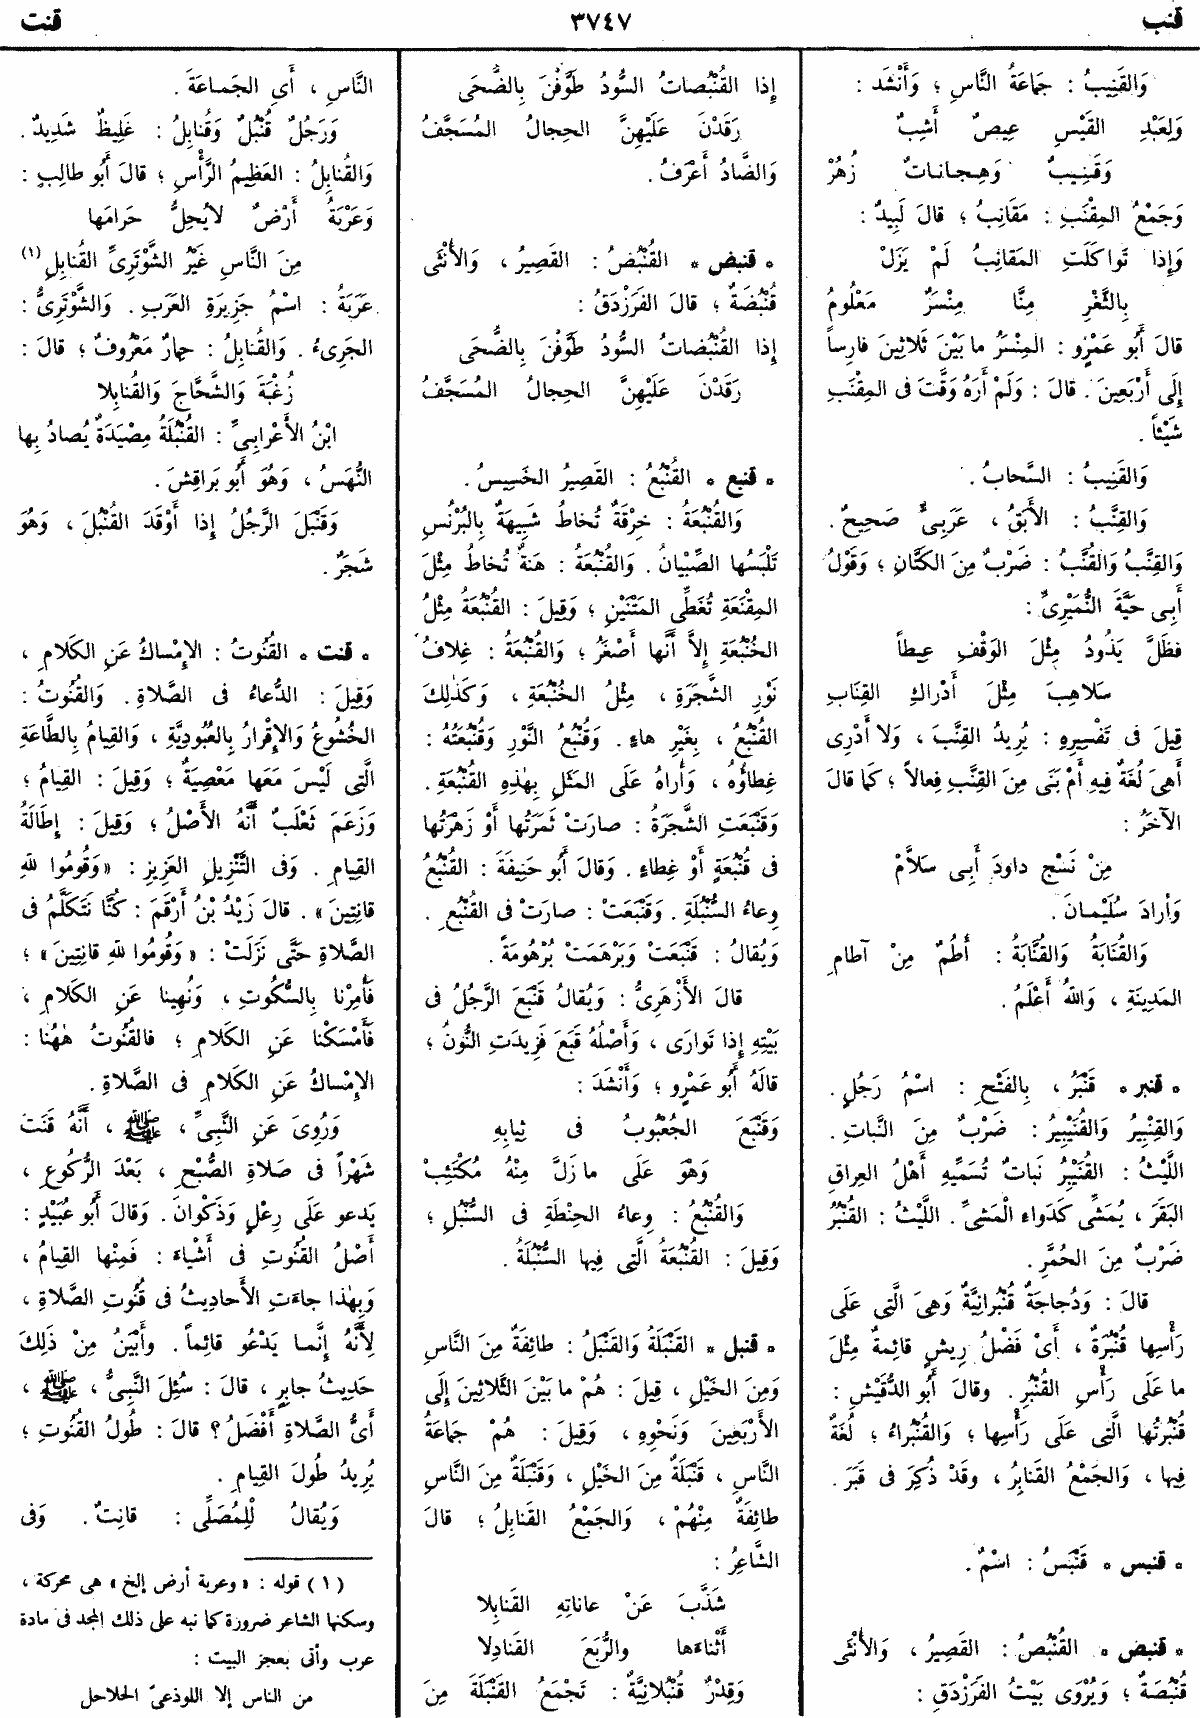 قنب
٣٧٤٧
قنت
وَالقَنِيبُ : جَمَاعَةُ النَّاسِ ؛ وَأَنْشَد :
وَلِعَبْدِ القَيْسِ عِيصٌ أَشِبٌ
وَقَنِيبٌ وَهِجانَاتٌ زُهُرْ
وَجَمْعُ المِقْنَبِ : مَقَانِبُ ؛ قالَ لَبِيدٌ :
وَإِذا تَواكَلَتِ المَقانِبُ لَمْ يَزَلْ
بِالثَّغْرِ مِنَّا مِنْسَرٌ مَعْلُومُ
قالَ أَبُو عَمْرٍو : المِنْسَرُ ما بَيْنَ ثَلاثِينَ فارِساً
إِلَى أَرْبَعِينَ . قالَ : وَلَمْ أَرَهُ وَقَّتَ فى المِقْنَبِ
شَيْئاً .
وَالقَنِيبُ : السَّحابُ .
وَالقِنَّبُ : الأَبَقُ ، عَرَبِىٌّ صَحِيحٌ .
وَالقِنَّبُ وَالقُنَّبُ : ضَرْبٌ مِنَ الكَتَّانِ ؛ وَقَوْلُ
أَبِى حَيَّةَ النُّمَيْرِىِّ :
فظَلَّ يَذُودُ مِثْلَ الوَقْفِ عِيطاً
سَلاهِبَ مِثْلَ أَدْراكِ القِنَابِ
قِيلَ فى تَفْسِيرِهِ : يُرِيدُ القِنَّبَ ، وَلا أَدْرِى
أَهِىَ لُغَةٌ فِيهِ أَمْ بَنَى مِنَ القِنَّبِ فِعالاً ؛ كَما قالَ
الآخَرُ :
مِنْ نَسْجِ داودَ أَبِى سَلاَّمْ
وَأَرادَ سُلَيْمانَ .
وَالقُنَابَةُ وَالقُنَّابَةُ : أُطُمٌ مِنْ آطامِ
المَدِينَةِ ، وَاللهُ أَعْلَمُ .
* قنبر * قَنْبَرُ ، بِالفَتْحِ : اسْمُ رَجُلٍ .
وَالقِنْبِيرُ وَالقُنَيْبِيرُ : ضَرْبٌ مِنَ النَّباتِ .
اللَّيْثُ : القُنَيْبِرُ نَباتٌ تُسَمِّيهِ أَهْلُ العِراقِ
البَقَرَ ، يُمَشِّى كَدَواءِ الْمَشِىِّ . اللَّيْثُ : القُنْبُرُ
ضَرْبٌ مِنَ الحُمَّرِ .
قالَ : وَدُجاجَةٌ قُنْبُرانِيَّةٌ وَهِىَ الَّتِى عَلَى
رَأْسِها قُنْبُرَةٌ ، أَىْ فَضْلُ رِيشٍ قائِمةٌ مِثْلَ
ما عَلَى رَأْسِ القُنْبُرِ . وقالَ أَبُو الدُّقَيْشِ :
قُنْبُرَتُها الَّتِى عَلَى رَأْسِها ؛ وَالقُنْبُراءُ ؛ لُغَةٌ
فِيها ، وَالجَمْعُ القَنابِرُ ، وقَدْ ذُكِرَ فى قَبَرَ .
* قنبس * قَنْبَسُ : اسْمٌ .
* قنبص * القُنْبُصُ : القَصِيرُ ، وَالأُنْثَى
قُنْبُصَةٌ ؛ وَيُرْوَى بَيْتُ الفَرَزْدَقِ :
إِذا القُنْبُصاتُ السُّودُ طَوَّفْنَ بِالضُّحَى
رَقَدْنَ عَلَيْهِنَّ الحِجالُ المُسَجَّفُ
وَالضَّادُ أَعْرَفُ .
* قنبض * القُنْبُضُ : القَصِيرُ ، وَالأُنْثَى
قُنْبُضَةٌ ؛ قالَ الفَرَزْدَقُ :
إِذا القُنْبُضاتُ السُّودُ طَوَّفْنَ بِالضُّحَى
رَقَدْنَ عَلَيْهِنَّ الحِجالُ المُسَجَّفُ
* قنبع * القُنْبُعُ : القَصِيرُ الخَسِيسُ .
وَالقُنْبُعَةُ : خِرْقَةٌ تُخاطُ شَبِيهَةٌ بِالبُرْنُسِ
تَلْبَسُها الصِّبْيانُ . وَالقُنْبُعَةُ : هَنَةٌ تُخاطُ مِثْلَ
المِقْنَعَةِ تُغَطِّى المَتْنَيْنِ ؛ وَقِيلَ : القُنْبُعَةُ مِثْلُ
الخُنْبُعَةِ إِلاَّ أَنَّها أَصْغَرُ ؛ وَالقُنْبُعَةُ : غِلافُ
نَوْرِ الشَّجَرَةِ ، مِثْلُ الخُنْبُعَةِ ، وَكَذٰلِكَ
القُنْبُعُ ، بِغَيْرِ هاءٍ . وَقُنْبُعُ النَّوْرِ وَقُنْبُعَتُهُ :
غِطاؤُه ، وَأُراهُ عَلَى المَثَلِ بِهٰذِهِ القُنْبُعَةِ .
وَقَنْبَعَتِ الشَّجَرَةُ : صارَتْ ثَمَرَتُها أَوْ زَهَرَتُها
فى قُنْبُعَةٍ أَوْ غِطاءٍ . وَقالَ أَبُو حَنِيفَةَ : القُنْبُعُ
وِعاءُ السُّنْبُلَةِ . وَقَنْبَعَتْ : صارَتْ فى القُنْبُعِ .
وَيُقالُ : قَنْبَعَتْ وَبَرْهَمَتْ بُرْهُومَةً .
قالَ الأَزْهَرِىُّ : وَيُقالُ قَنْبَعَ الرَّجُلُ فى
بَيْتِهِ إِذا تَوارَى ، وَأَصْلُهُ قَبَعَ فَزِيدَتِ النُّونُ ؛
قالَهُ أَبُو عَمْرٍو ؛ وَأَنْشَدَ :
وَقَنْبَعَ الجُعْبُوبُ فى ثِيابِهِ
وَهْوَ عَلَى ما زَلَّ مِنْهُ مُكْتَئِبْ
وَالقُنْبُعُ : وِعاءُ الحِنْطَةِ فى السُّنْبُلِ ؛
وَقِيلَ : القُنْبُعَةُ الَّتِى فِيها السُّنْبُلَةُ .
* قنبل * القَنْبَلَةُ وَالقَنْبَلُ : طائِفَةٌ مِنَ النَّاسِ
وَمِنَ الخَيْلِ ، قِيلَ : هُمْ ما بَيْنَ الثَّلاثِينَ إِلَى
الأَرْبَعِينَ وَنَحْوِهِ ، وَقِيلَ : هُمْ جَمَاعَةُ
النَّاسِ ، قَنْبَلَةٌ مِنَ الخَيْلِ ، وَقَنْبَلَةٌ مِنَ النَّاسِ
طائِفَةٌ مِنْهُمْ ، وَالجَمْعُ القَنابِلُ ؛ قالَ
الشَّاعِرُ :
شَذَّبَ عَنْ عاناتِهِ القَنابِلا
أَثْناءَها والرُّبَعَ القَنادِلا
وَقِدْرٌ قُنْبُلانِيَّةٌ : تَجْمَعُ القَنْبَلَةَ مِنَ
النَّاسِ ، أَىِ الجَماعَةَ .
وَرَجُلٌ قُنْبُلٌ وَقُنابِلُ : غَلِيظٌ شَدِيدٌ .
وَالقُنابِلُ : العَظِيمُ الرَّأْسِ ؛ قالَ أَبُو طالِبٍ :
وَعَرْبَةُ أَرْضٌ لايُحِلُّ حَرامَها
مِنَ النَّاسِ غَيْرُ الشَّوْتَرِىِّ القُنابِلِ (١)
عَرَبَةُ : اسْمُ جَزِيرَةِ العَرَبِ . وَالشَّوْتَرِىُّ :
الجَرِىءُ . وَالقُنابِلُ : حِمارٌ مَعْرُوفٌ ؛ قالَ :
زُغْبَةَ وَالشَّحَّاجَ وَالقُنابِلا
ابْنُ الأَعْرابِىِّ : القُنْبُلَةُ مِصْيَدَةٌ يُصادُ بِها
النُّهَسُ ، وَهُوَ أَبُو بَراقِشَ .
وَقَنْبَلَ الرَّجُلُ إِذا أَوْقَدَ القُنْبُلَ ، وَهُوَ
شَجَرٌ .
* قنت * القُنُوتُ : الإِمْساكُ عَنِ الكَلامِ ،
وَقِيلَ : الدُّعاءُ فى الصَّلاةِ . وَالقُنُوتُ :
الخُشُوعُ وَالإِقْرارُ بِالعُبُودِيَّةِ ، وَالقِيامُ بِالطَّاعَةِ
الَّتِى لَيْسَ مَعَها مَعْصِيَةٌ ؛ وَقِيلَ : القِيامُ ؛
وَزَعَمَ ثَعْلَبٌ أَنَّهُ الأَصْلُ ؛ وَقِيلَ : إِطَالَةُ
القِيامِ . وَفى التَّنْزِيلِ العَزِيزِ : « وَقُومُوا للهِ
قانِتِينَ » . قالَ زَيْدُ بْنُ أَرْقَمَ : كُنَّا نَتَكَلَّمُ فى
الصَّلاةِ حَتَّى نَزَلَتْ : « وَقُومُوا للهِ قانِتِينَ » ؛
فَأُمِرْنا بِالسُّكُوتِ ، وَنُهِينا عَنِ الكَلامِ ،
فَأَمْسَكْنا عَنِ الكَلامِ ؛ فالقُنُوتُ هٰهُنا :
الإِمْساكُ عَنِ الكَلامِ فى الصَّلاةِ .
وَرُوِىَ عَنِ النَّبِىِّ ، ﷺ ، أَنَّهُ قَنَتَ
شَهْراً فى صَلاةِ الصُّبْحِ ، بَعْدَ الرُّكُوعِ ،
يَدعو عَلَى رِعْلٍ وَذَكْوانَ . وَقالَ أَبُو عُبَيْدٍ :
أَصْلُ القُنُوتِ فى أَشْياءَ : فَمِنْها القِيامُ ،
وَبِهٰذا جاءَتِ الأَحادِيثُ فى قُنُوتِ الصَّلاةِ ،
لِأَنَّهُ إِنَّما يَدْعُو قائِماً . وأَبْيَنُ مِنْ ذَلِكَ
حَدِيثُ جابِرٍ ، قالَ : سُئِلَ النَّبِىُّ ، ﷺ ،
أَىُّ الصَّلاةِ أَفْضَلُ ؟ قالَ : طُولُ القُنُوتِ ؛
يُرِيدُ طُولَ القِيامِ .
وَيُقالُ لْلِمُصَلِّى : قانِتٌ . وَفى
(١) قوله : « وعربة أرض إلخ » هى محركة ،
وسكنها الشاعر ضرورة كما نبه على ذلك المجد فى مادة
عرب وأتى بعجز البيت :
من الناس إلا اللوذعىّ الحلاحل